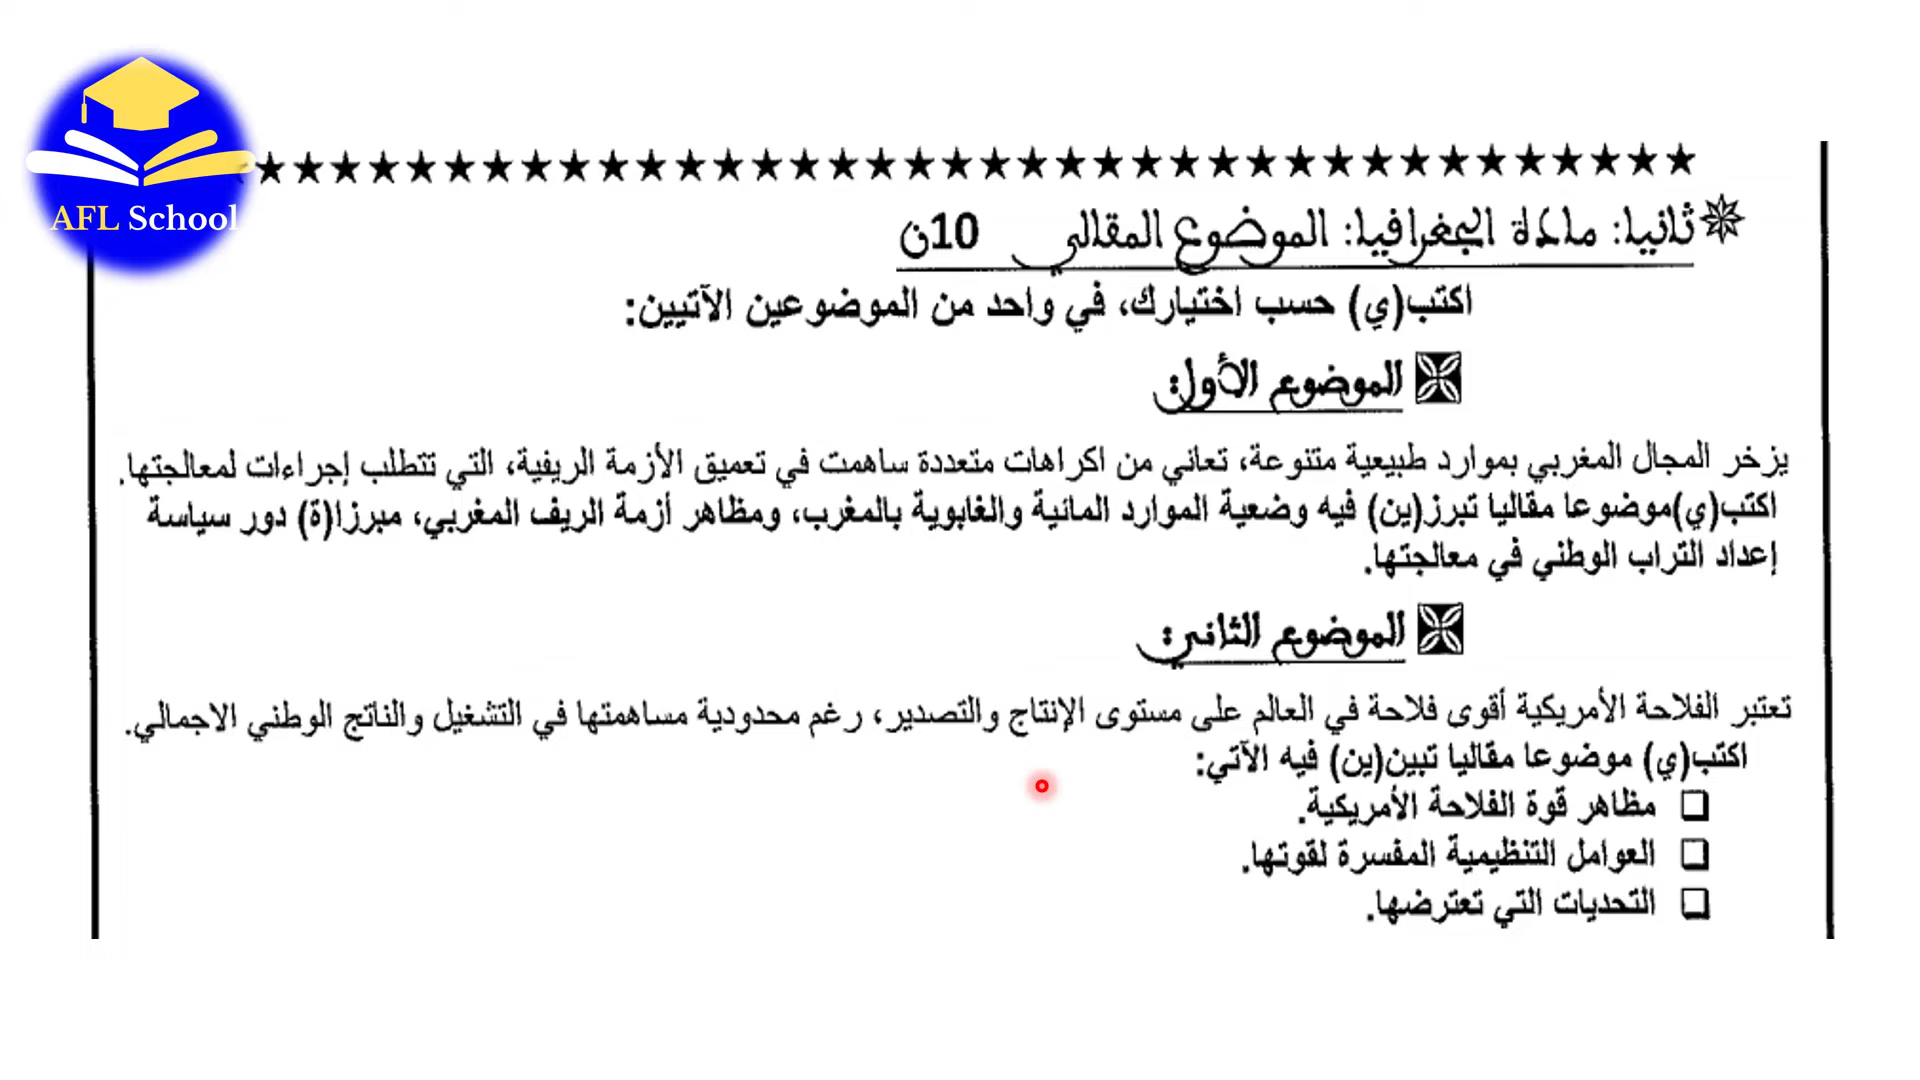 AFL School
ثانيا: مادة الجغرافيا: الموضوع المقالي 10ن
اكتب(ي) حسب اختيارك، في واحد من الموضوعين الآتيين:
الموضوع الأول:
يزخر المجال المغربي بموارد طبيعية متنوعة، تعاني من اكراهات متعددة ساهمت في تعميق الأزمة الريفية، التي تتطلب إجراءات لمعالجتها.
اكتب(ي)موضوعا مقاليا تبرز(ين) فيه وضعية الموارد المائية والغابوية بالمغرب، ومظاهر أزمة الريف المغربي، مبرزا(ة) دور سياسة
إعداد التراب الوطني في معالجتها.
الموضوع الثاني:
تعتبر الفلاحة الأمريكية أقوى فلاحة في العالم على مستوى الإنتاج والتصدير، رغم محدودية مساهمتها في التشغيل والناتج الوطني الاجمالي.
اكتب(ي) موضوعا مقاليا تبين(ين) فيه الآتي:
مظاهر قوة الفلاحة الأمريكية.
العوامل التنظيمية المفسرة لقوتها.
التحديات التي تعترضها.